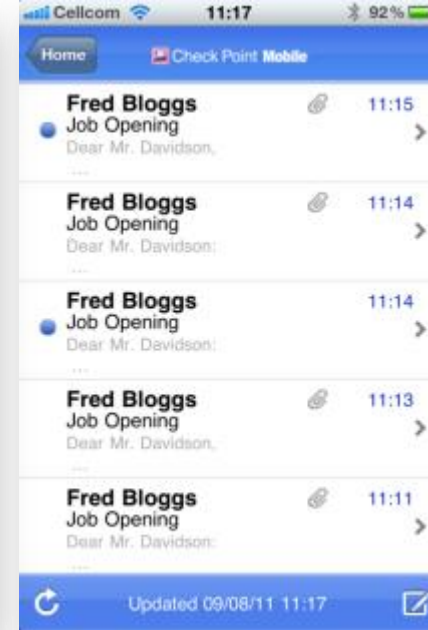 Cellcom 11:17 92%
Home Check Point Mobile
Fred Bloggs 11:15
Job Opening
Dear Mr. Davidson,
...
Fred Bloggs 11:14
Job Opening
Dear Mr. Davidson:
...
Fred Bloggs 11:14
Job Opening
Dear Mr. Davidson:
...
Fred Bloggs 11:13
Job Opening
Dear Mr. Davidson,
...
Fred Bloggs 11:11
Job Opening
Dear Mr. Davidson:
...
Updated 09/08/11 11:17